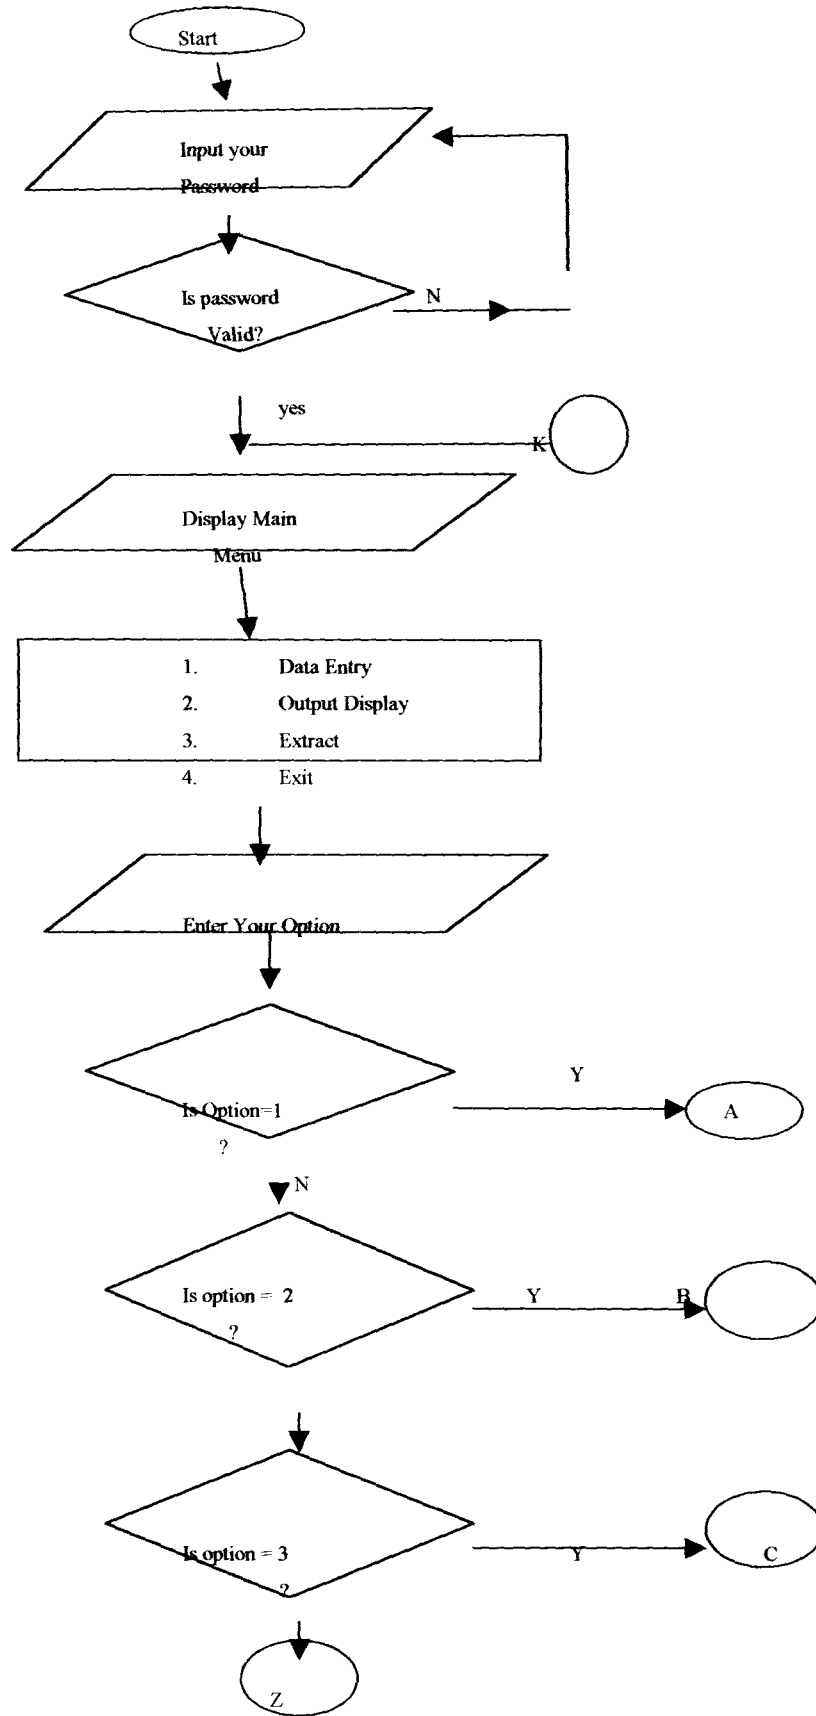 Start
Input your
Password
Is password
Valid?
N
yes
K
Display Main
Menu
1. Data Entry
2. Output Display
3. Extract
4. Exit
Enter Your Option
Is Option=1
?
Y
A
N
Is option = 2
?
Y
B
Is option = 3
?
Y
C
Z